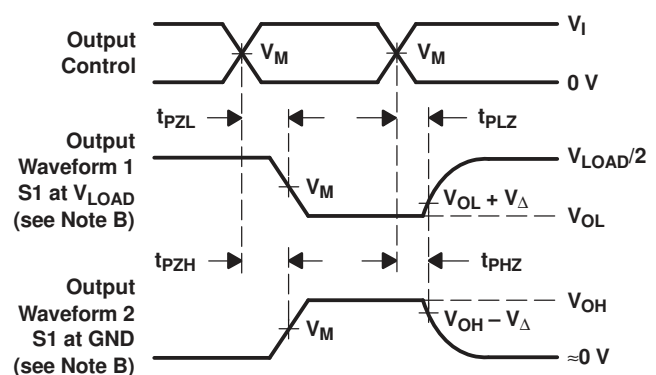 Output
Control
V_M
V_M
V_I
0 V
t_PZL
t_PLZ
Output
Waveform 1
S1 at V_LOAD
(see Note B)
V_M
V_OL + V_Δ
V_LOAD/2
V_OL
t_PZH
t_PHZ
Output
Waveform 2
S1 at GND
(see Note B)
V_M
V_OH – V_Δ
V_OH
≈0 V